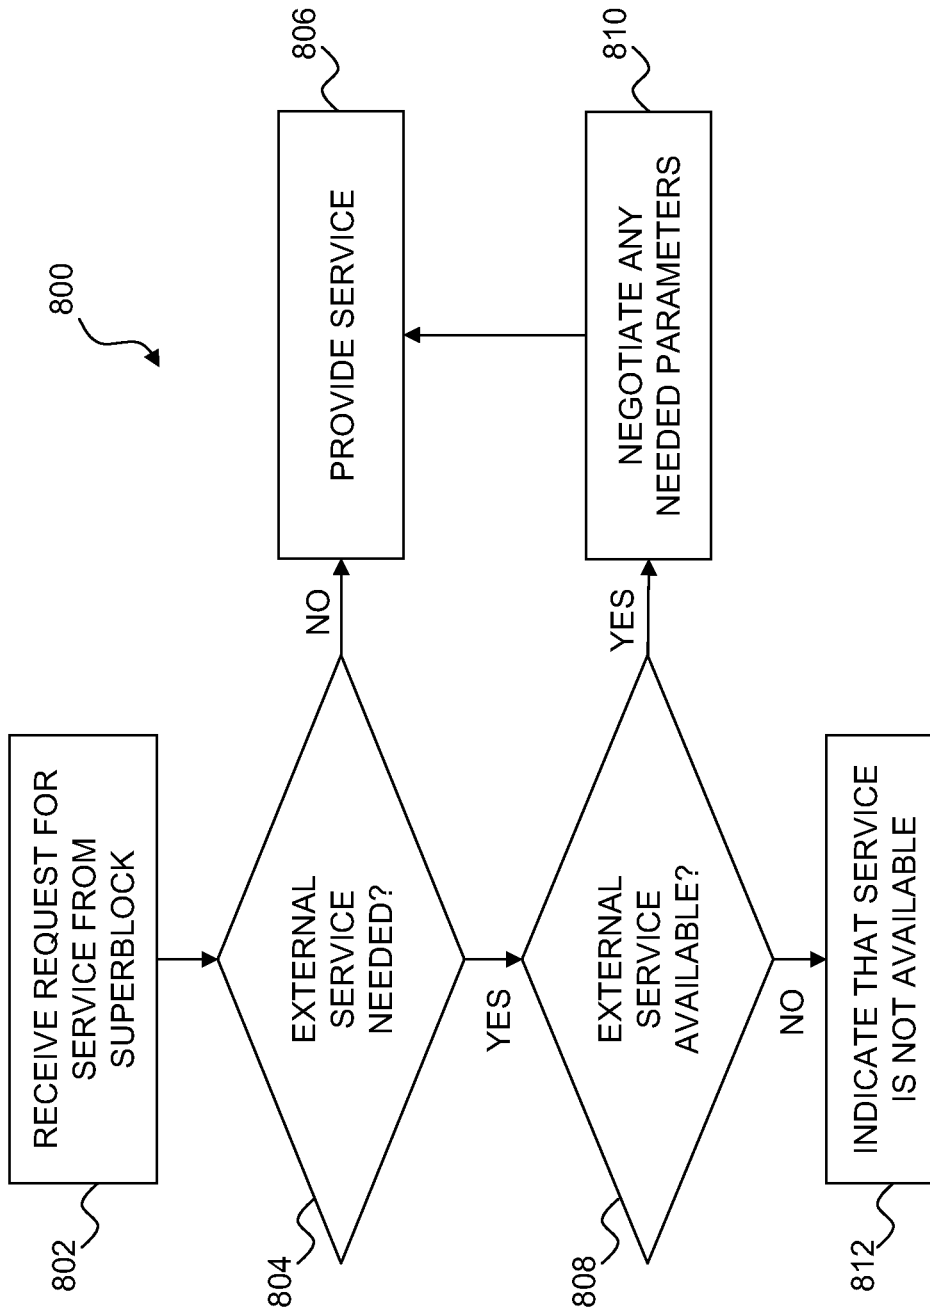 800
802
RECEIVE REQUEST FOR
SERVICE FROM
SUPERBLOCK
804
EXTERNAL
SERVICE
NEEDED?
NO
PROVIDE SERVICE
806
YES
808
EXTERNAL
SERVICE
AVAILABLE?
YES
NEGOTIATE ANY
NEEDED PARAMETERS
810
NO
812
INDICATE THAT SERVICE
IS NOT AVAILABLE